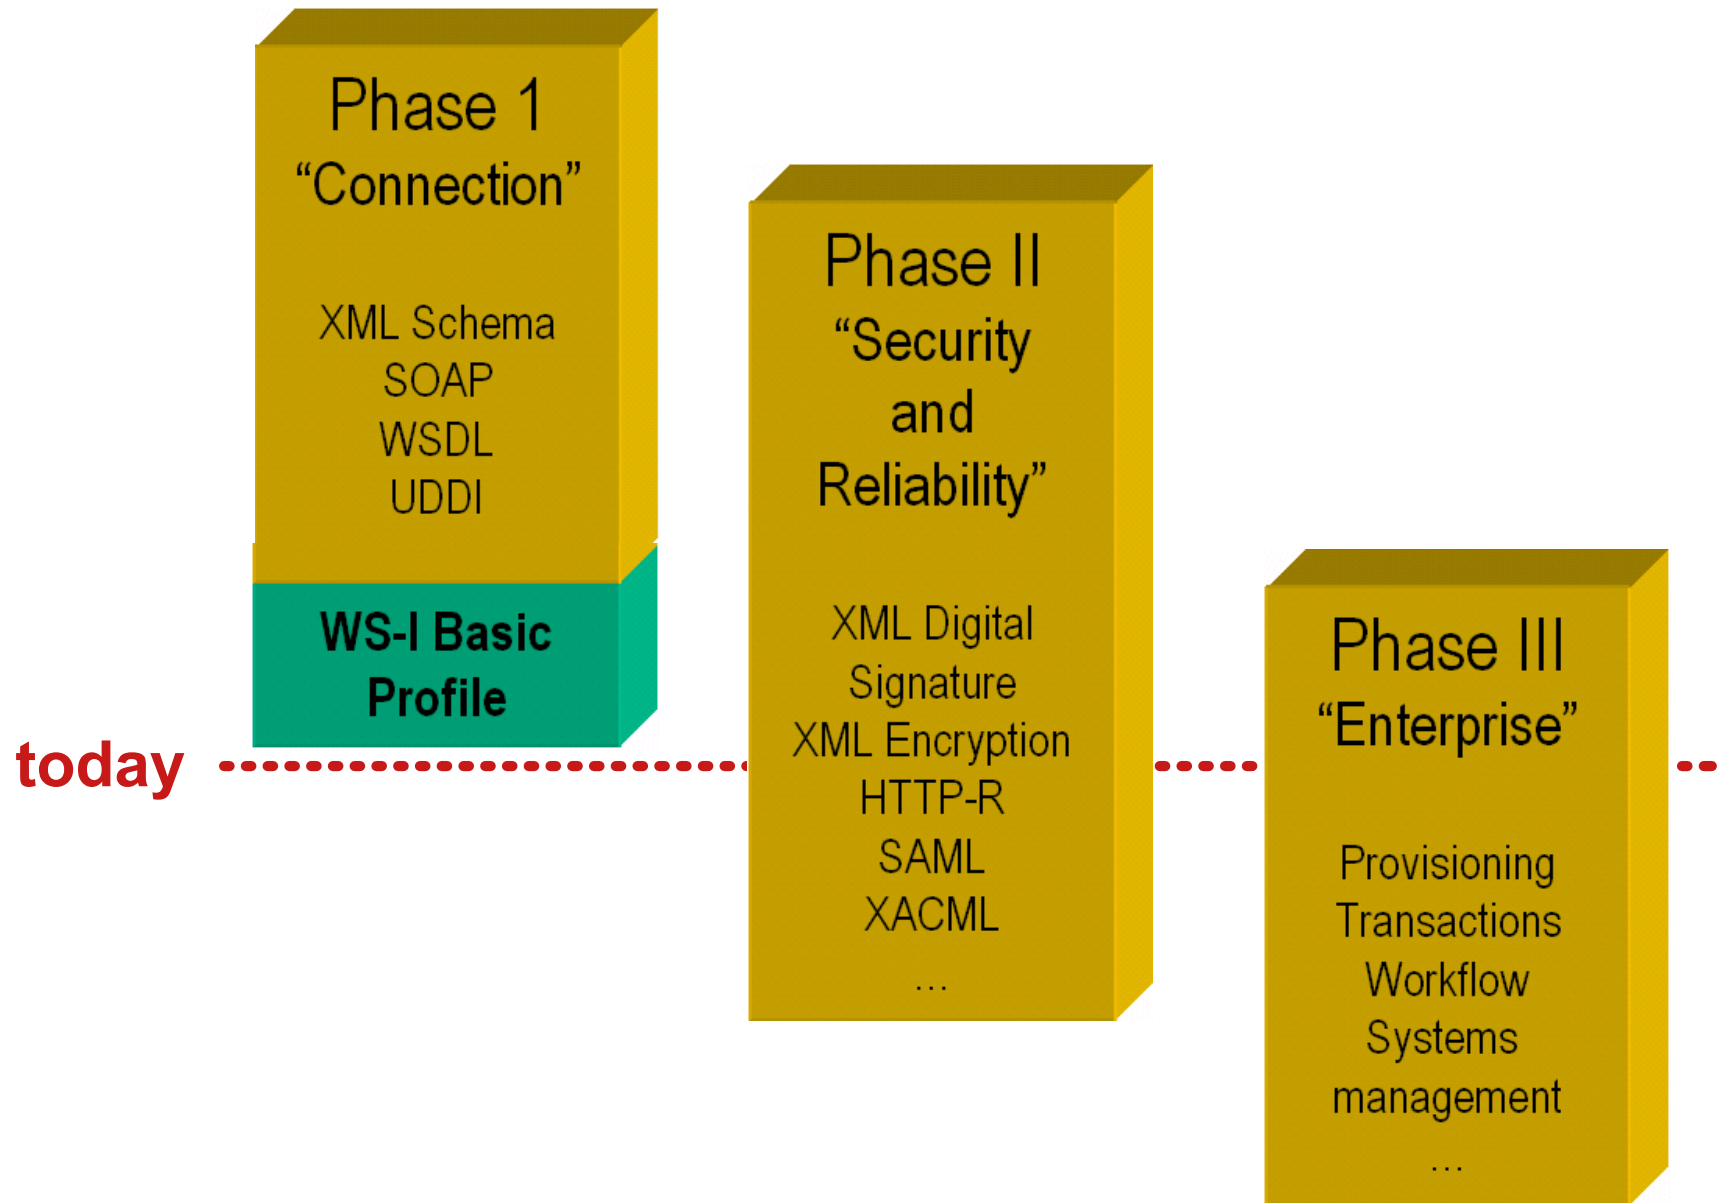 Phase 1
“Connection”
XML Schema
SOAP
WSDL
UDDI
WS-I Basic
Profile
today
Phase II
“Security
and
Reliability”
XML Digital
Signature
XML Encryption
HTTP-R
SAML
XACML
...
Phase III
“Enterprise”
Provisioning
Transactions
Workflow
Systems
management
...